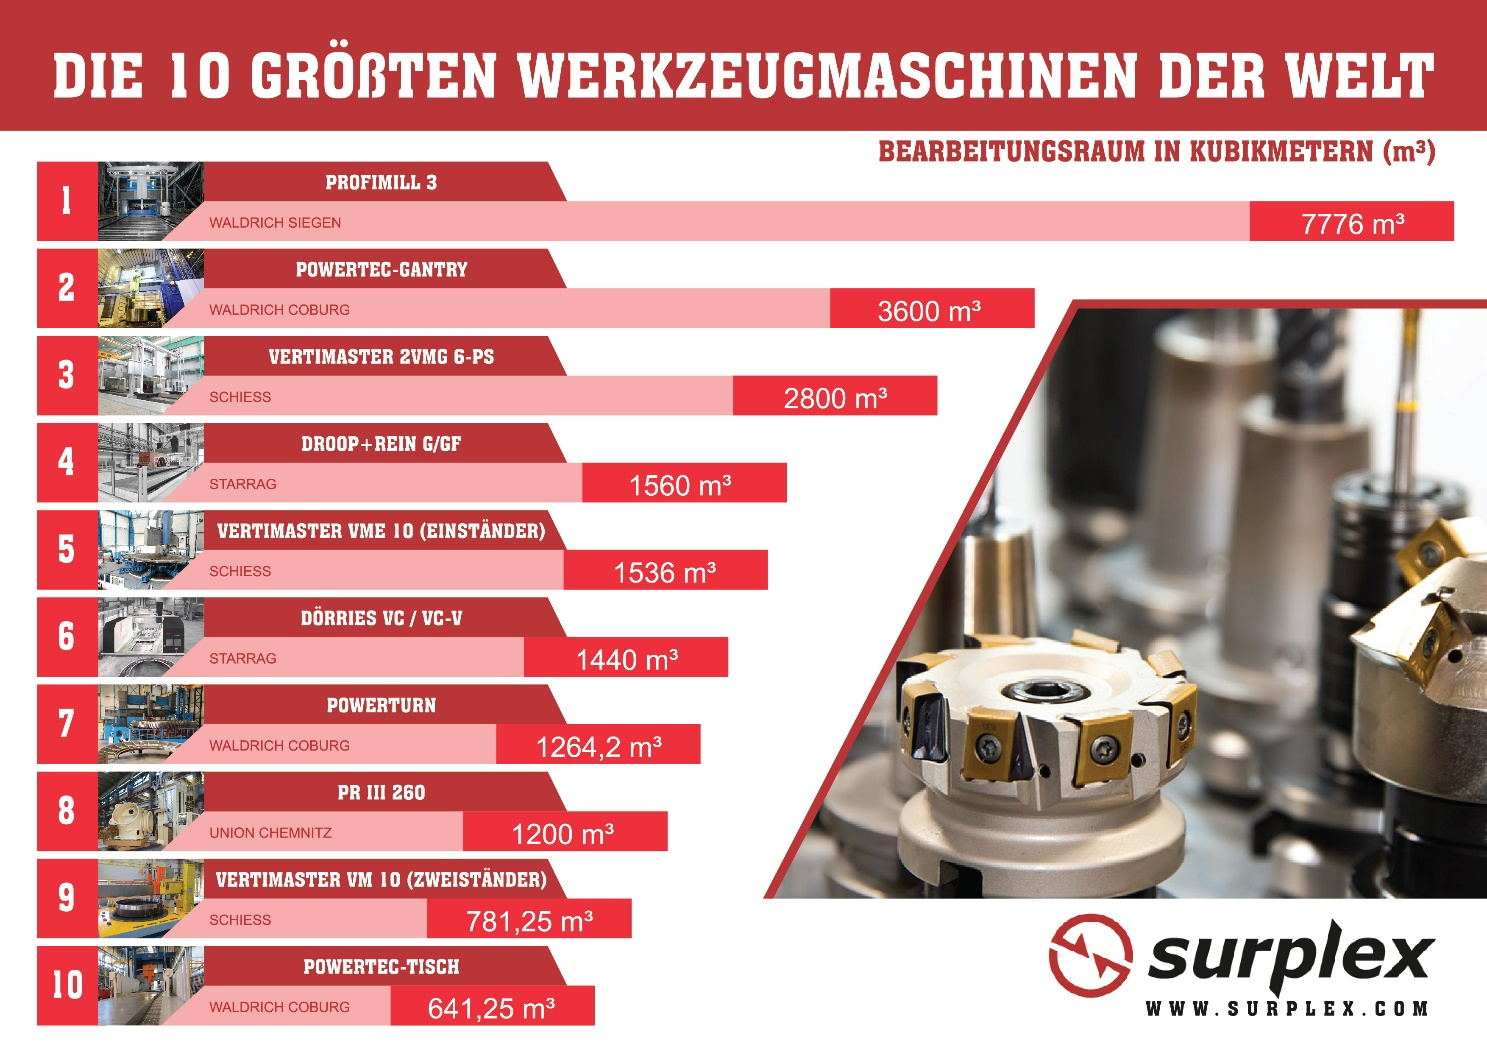 DIE 10 GRÖßTEN WERKZEUGMASCHINEN DER WELT
BEARBEITUNGSRAUM IN KUBIKMETERN (m³)
1
PROFIMILL 3
WALDRICH SIEGEN
7776 m³
2
POWERTEC-GANTRY
WALDRICH COBURG
3600 m³
3
VERTIMASTER 2VMG 6-PS
SCHIESS
2800 m³
4
DROOP+REIN G/GF
STARRAG
1560 m³
5
VERTIMASTER VME 10 (EINSTÄNDER)
SCHIESS
1536 m³
6
DÖRRIES VC / VC-V
STARRAG
1440 m³
7
POWERTURN
WALDRICH COBURG
1264,2 m³
8
PR III 260
UNION CHEMNITZ
1200 m³
9
VERTIMASTER VM 10 (ZWEISTÄNDER)
SCHIESS
781,25 m³
10
POWERTEC-TISCH
WALDRICH COBURG
641,25 m³
surplex
WWW.SURPLEX.COM